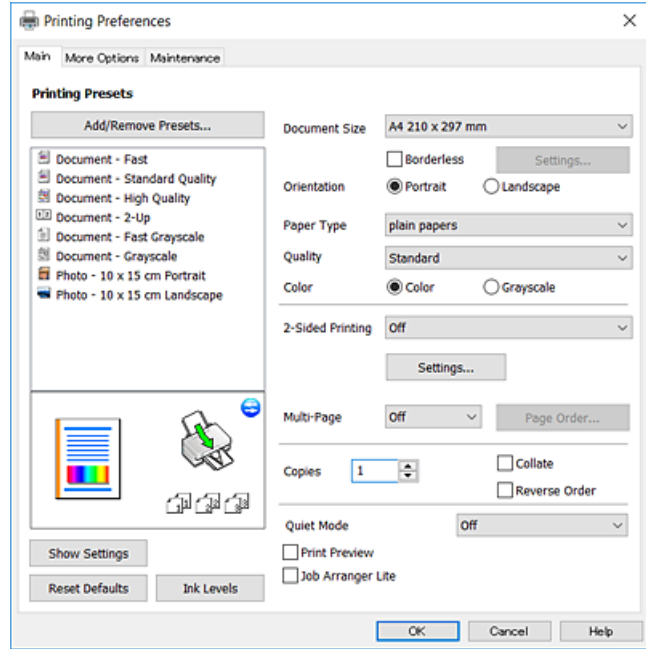 Printing Preferences
Main More Options Maintenance
Printing Presets
Add/Remove Presets...
Document - Fast
Document - Standard Quality
Document - High Quality
Document - 2-Up
Document - Fast Grayscale
Document - Grayscale
Photo - 10 x 15 cm Portrait
Photo - 10 x 15 cm Landscape
Show Settings
Reset Defaults Ink Levels
Document Size A4 210 x 297 mm
Borderless Settings...
Orientation Portrait Landscape
Paper Type plain papers
Quality Standard
Color Color Grayscale
2-Sided Printing Off
Settings...
Multi-Page Off Page Order...
Copies 1 Collate
Reverse Order
Quiet Mode Off
Print Preview
Job Arranger Lite
OK Cancel Help